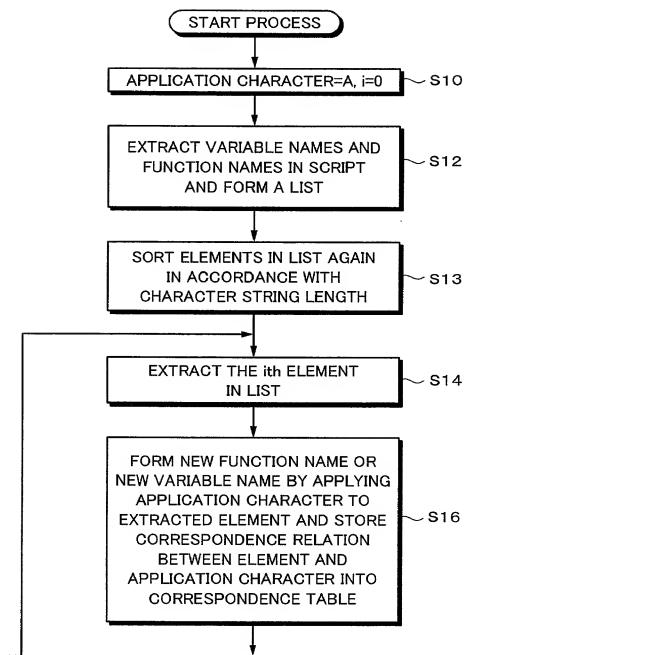 START PROCESS
APPLICATION CHARACTER=A, i=0
S10
EXTRACT VARIABLE NAMES AND
FUNCTION NAMES IN SCRIPT
AND FORM A LIST
S12
SORT ELEMENTS IN LIST AGAIN
IN ACCORDANCE WITH
CHARACTER STRING LENGTH
S13
EXTRACT THE ith ELEMENT
IN LIST
S14
FORM NEW FUNCTION NAME OR
NEW VARIABLE NAME BY APPLYING
APPLICATION CHARACTER TO
EXTRACTED ELEMENT AND STORE
CORRESPONDENCE RELATION
BETWEEN ELEMENT AND
APPLICATION CHARACTER INTO
CORRESPONDENCE TABLE
S16